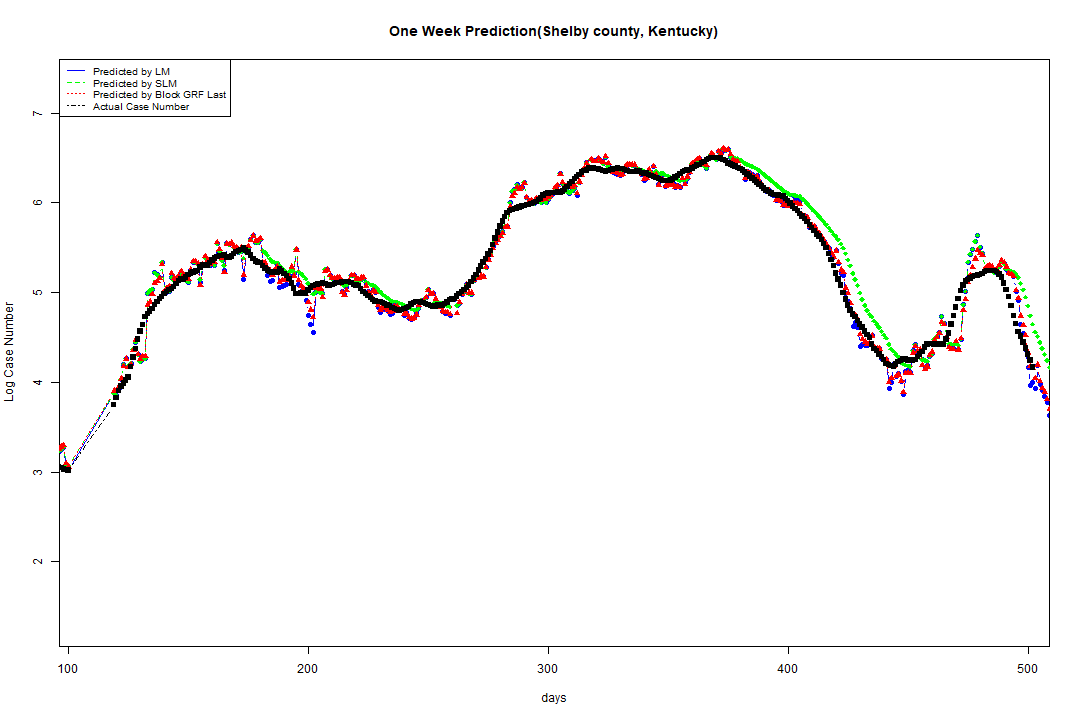 One Week Prediction(Shelby county, Kentucky)
Predicted by LM
Predicted by SLM
Predicted by Block GRF Last
Actual Case Number
7
6
5
4
3
2
Log Case Number
100 200 300 400 500
days